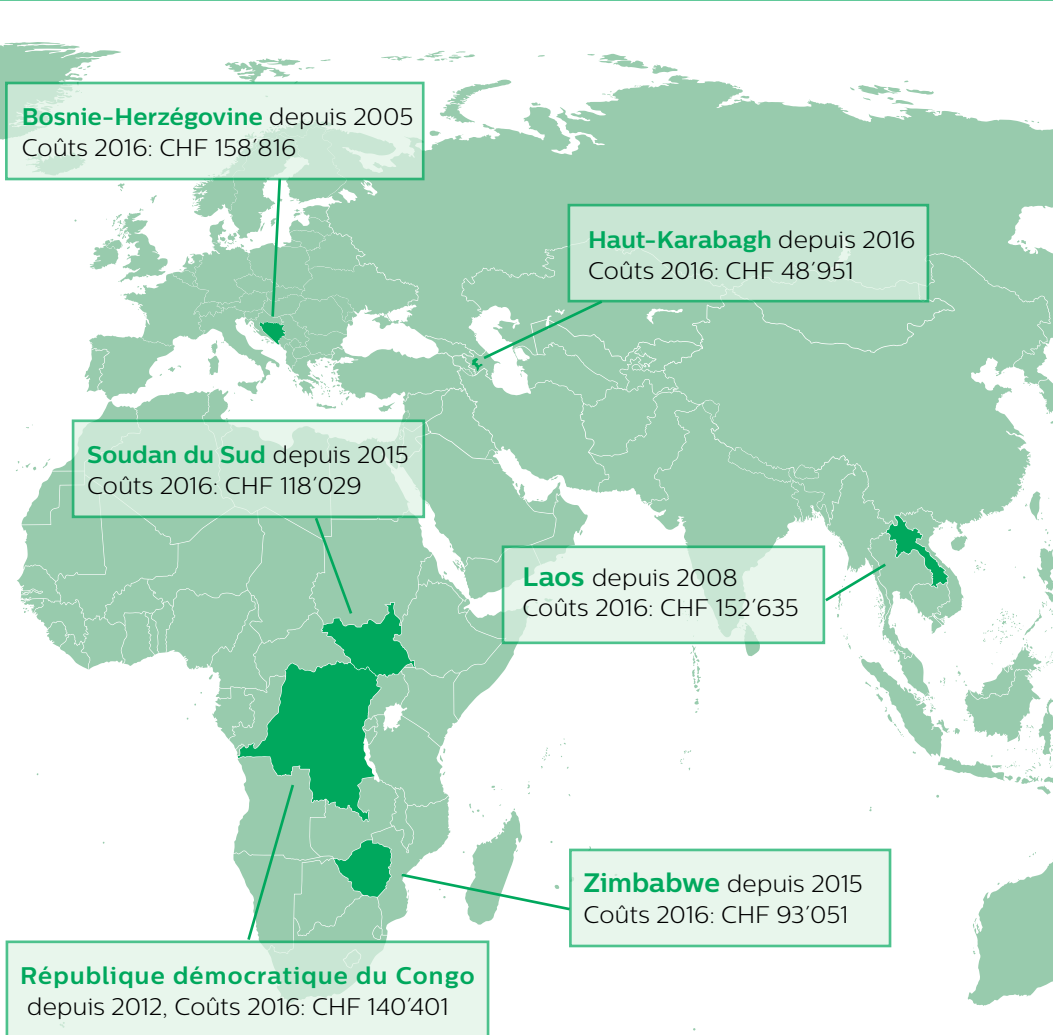 Bosnie-Herzégovine depuis 2005
Coûts 2016: CHF 158′816
Haut-Karabagh depuis 2016
Coûts 2016: CHF 48′951
Soudan du Sud depuis 2015
Coûts 2016: CHF 118′029
Laos depuis 2008
Coûts 2016: CHF 152′635
Zimbabwe depuis 2015
Coûts 2016: CHF 93′051
République démocratique du Congo
depuis 2012, Coûts 2016: CHF 140′401